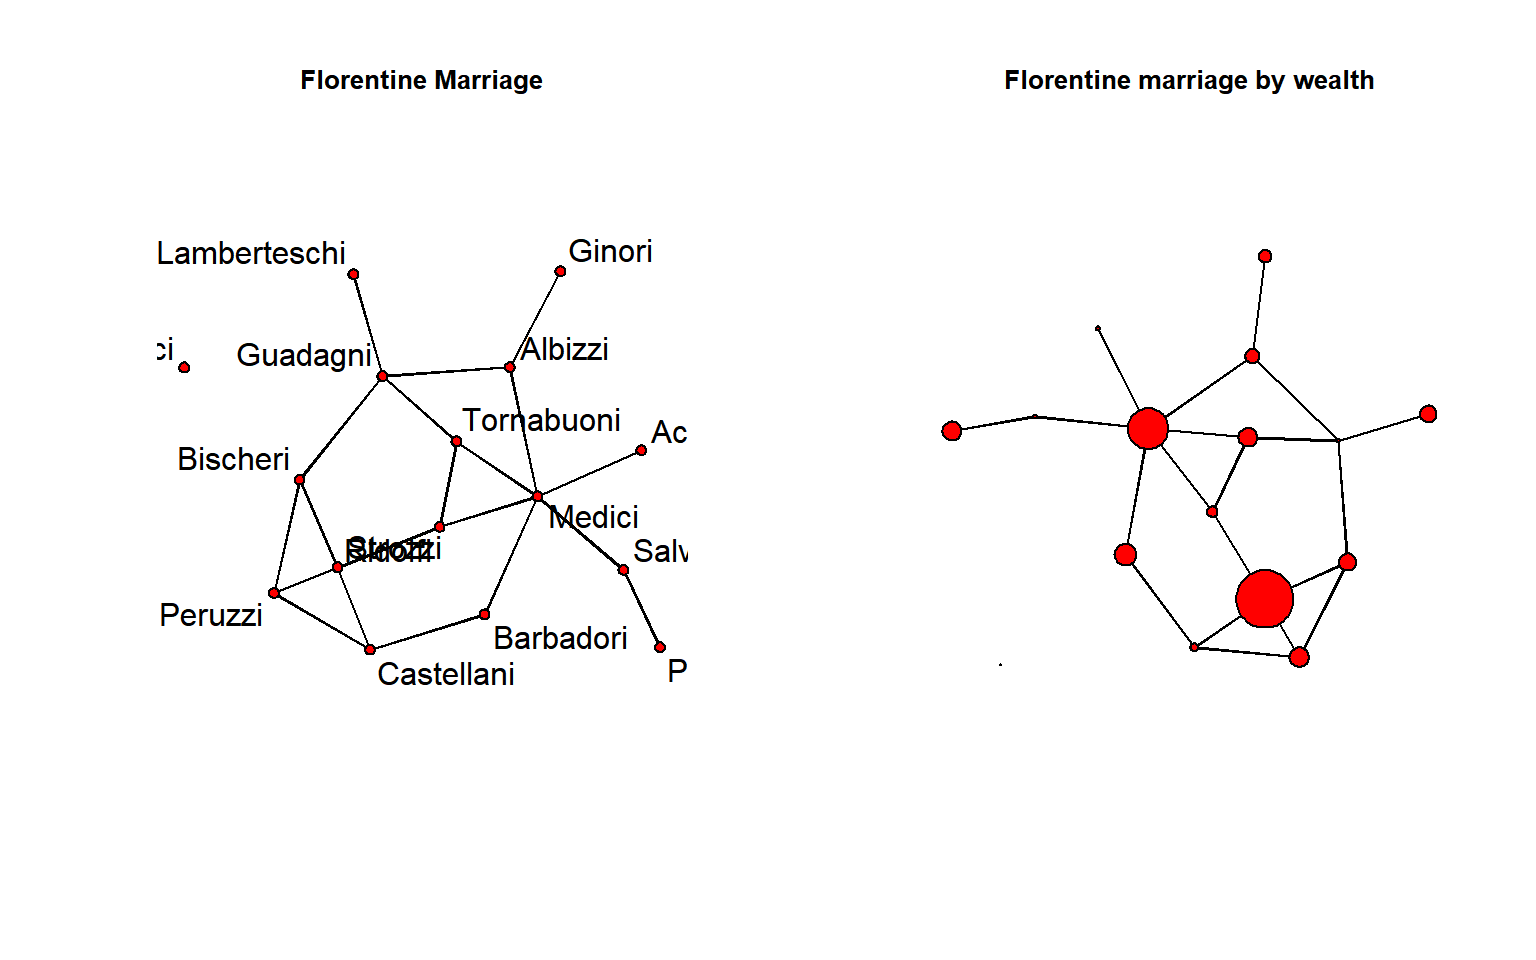 Florentine Marriage
Florentine marriage by wealth
Lamberteschi
Ginori
ci
Guadagni
Albizzi
Tornabuoni
Ac
Bischeri
Medici
Strozzi
Ridolfi
Salv
Peruzzi
Barbadori
P
Castellani